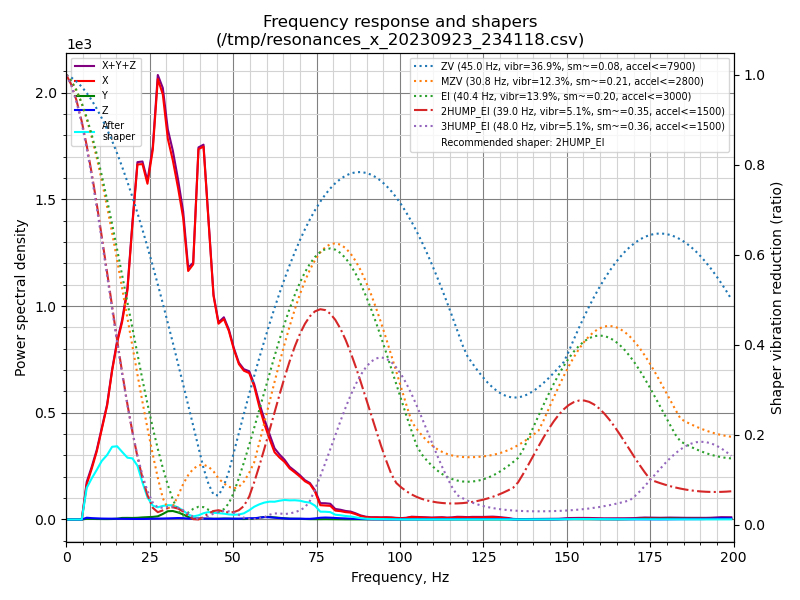 Frequency response and shapers
(/tmp/resonances_x_20230923_234118.csv)
1e3
X+Y+Z
X
Y
Z
After
shaper
ZV (45.0 Hz, vibr=36.9%, sm~=0.08, accel<=7900)
MZV (30.8 Hz, vibr=12.3%, sm~=0.21, accel<=2800)
EI (40.4 Hz, vibr=13.9%, sm~=0.20, accel<=3000)
2HUMP_EI (39.0 Hz, vibr=5.1%, sm~=0.35, accel<=1500)
3HUMP_EI (48.0 Hz, vibr=5.1%, sm~=0.36, accel<=1500)
Recommended shaper: 2HUMP_EI
Power spectral density
2.0
1.5
1.0
0.5
0.0
1.0
0.8
0.6
0.4
0.2
0.0
Shaper vibration reduction (ratio)
0 25 50 75 100 125 150 175 200
Frequency, Hz